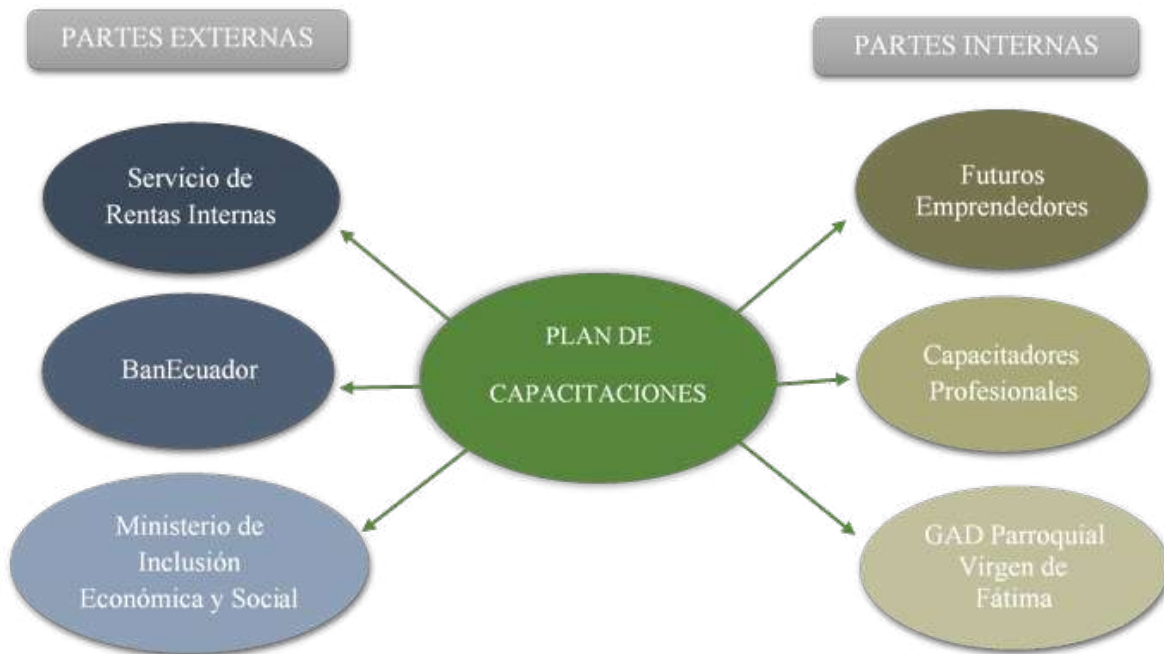 PARTES EXTERNAS
PARTES INTERNAS
Servicio de
Rentas Internas
BanEcuador
Ministerio de
Inclusión
Económica y Social
PLAN DE
CAPACITACIONES
Futuros
Emprendedores
Capacitadores
Profesionales
GAD Parroquial
Virgen de
Fátima